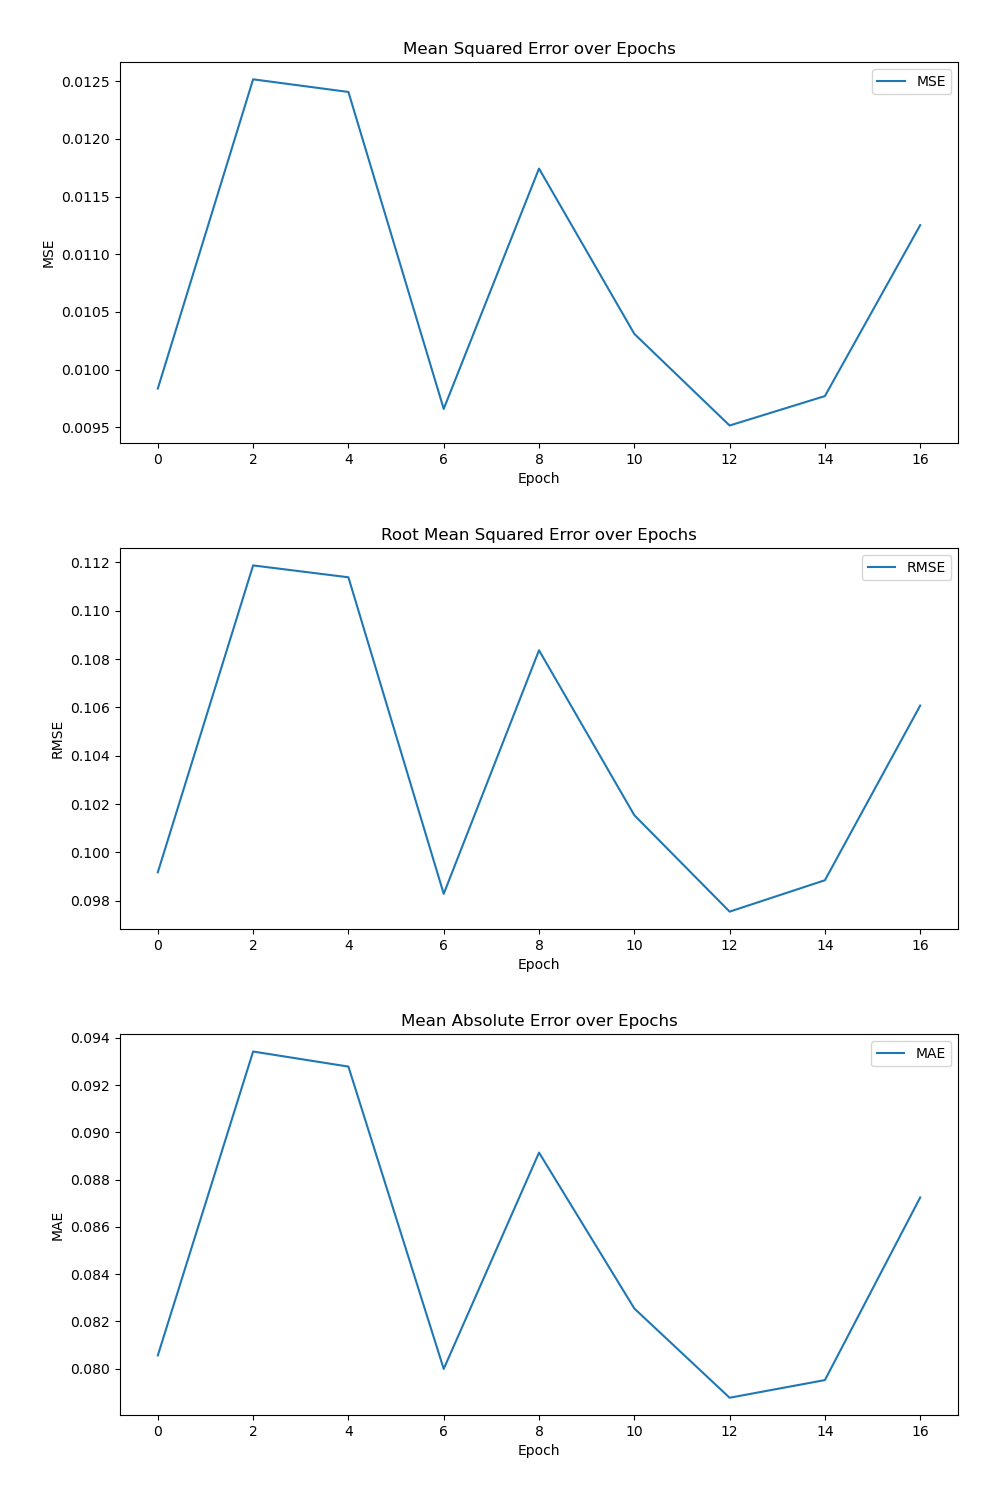 Mean Squared Error over Epochs
MSE
0.0125
0.0120
0.0115
0.0110
0.0105
0.0100
0.0095
MSE
0 2 4 6 8 10 12 14 16
Epoch
Root Mean Squared Error over Epochs
RMSE
0.112
0.110
0.108
0.106
0.104
0.102
0.100
0.098
RMSE
0 2 4 6 8 10 12 14 16
Epoch
Mean Absolute Error over Epochs
MAE
0.094
0.092
0.090
0.088
0.086
0.084
0.082
0.080
MAE
0 2 4 6 8 10 12 14 16
Epoch